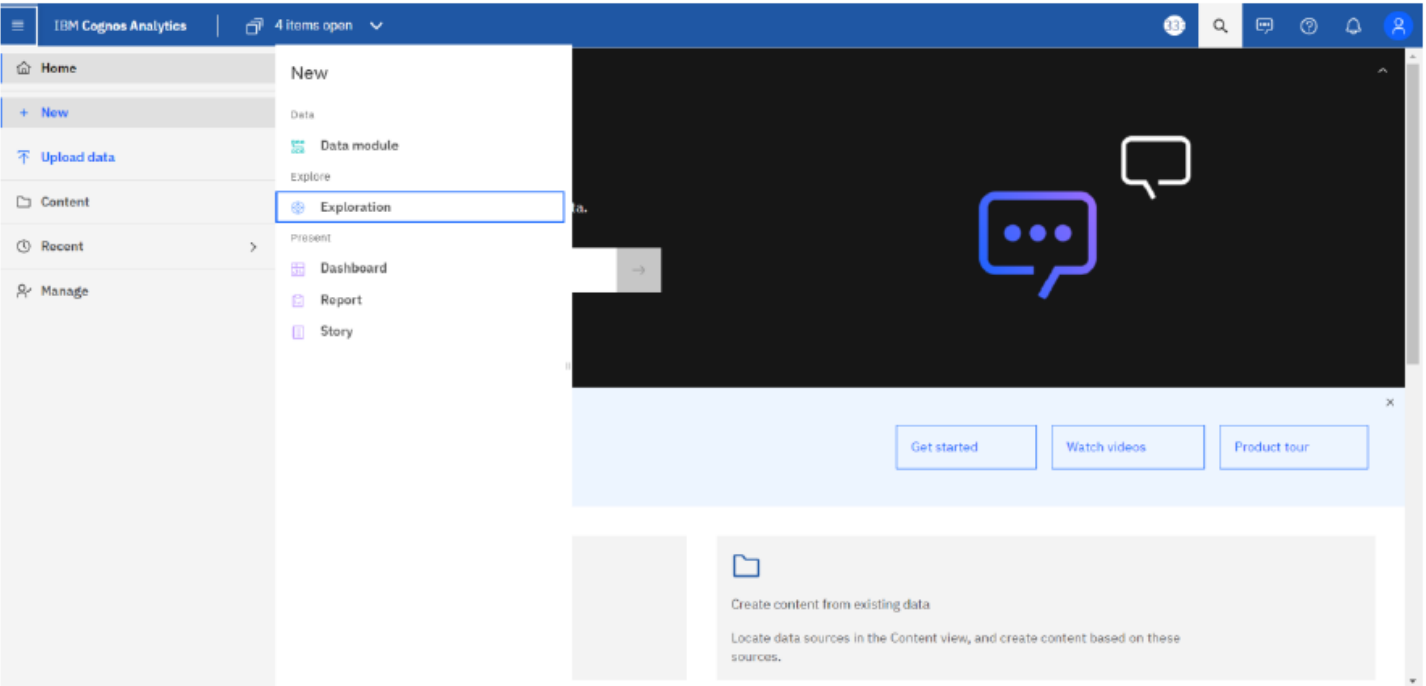 IBM Cognos Analytics
4 items open
Home
New
Upload data
Content
Recent
Manage
New
Data
Data module
Explore
Exploration
Present
Dashboard
Report
Story
ta.
Get started
Watch videos
Product tour
Create content from existing data
Locate data sources in the Content view, and create content based on these
sources.